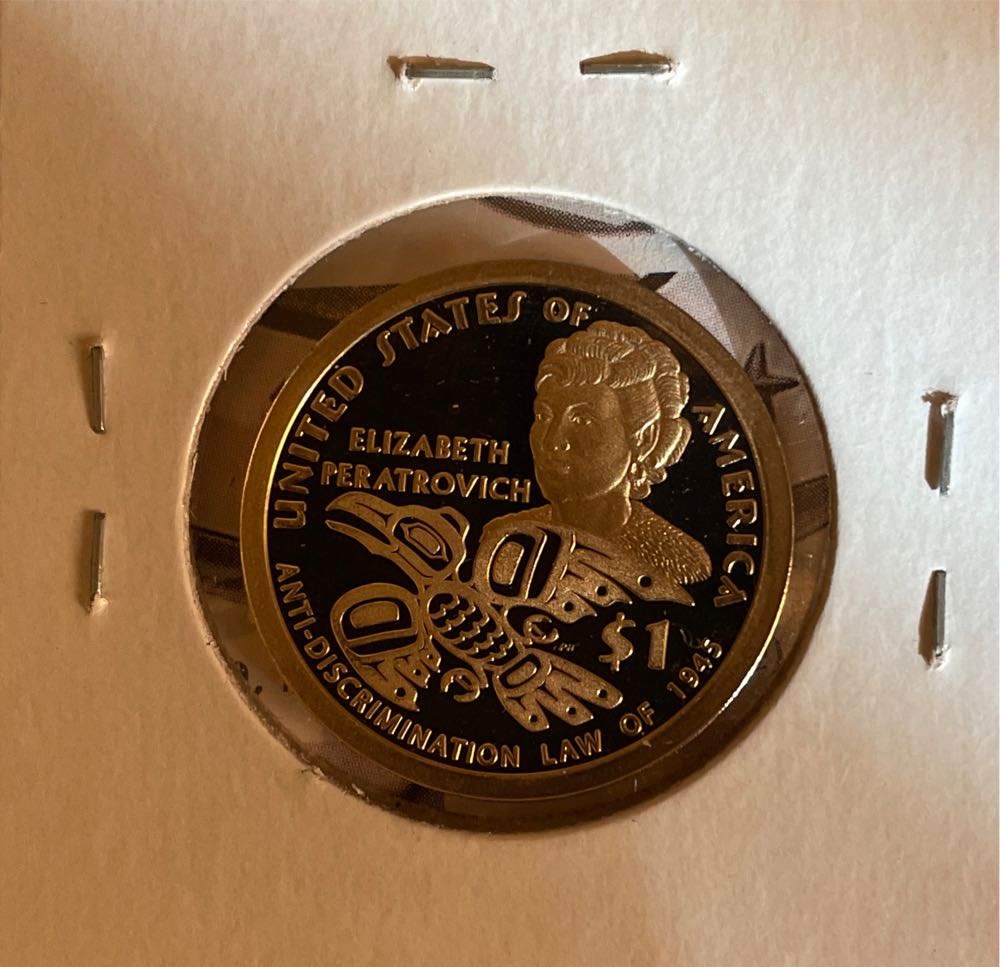 UNITED STATES OF AMERICA
ELIZABETH
PERATROVICH
$1
ANTI-DISCRIMINATION LAW OF 1945